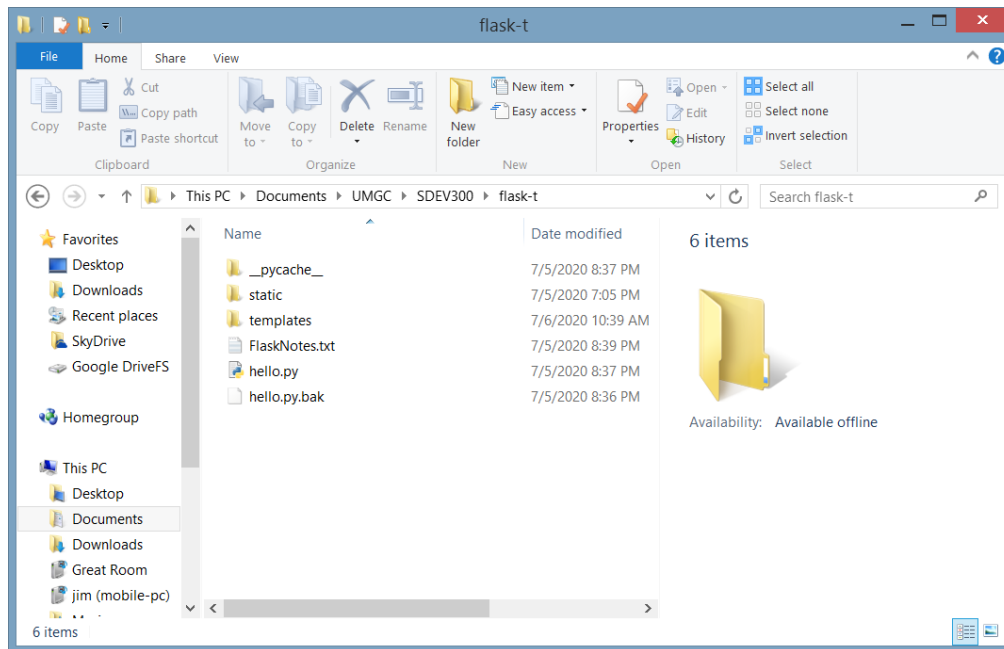 flask-t
File Home Share View
Copy
Paste
Cut
Copy path
Paste shortcut
Clipboard
Move to
Copy to
Delete
Rename
Organize
New folder
New item
Easy access
New
Properties
Open
Edit
History
Open
Select all
Select none
Invert selection
Select
This PC Documents UMGC SDEV300 flask-t
Search flask-t
Favorites
Desktop
Downloads
Recent places
SkyDrive
Google DriveFS
Homegroup
This PC
Desktop
Documents
Downloads
Great Room
jim (mobile-pc)
Name Date modified
__pycache__ 7/5/2020 8:37 PM
static 7/5/2020 7:05 PM
templates 7/6/2020 10:39 AM
FlaskNotes.txt 7/5/2020 8:39 PM
hello.py 7/5/2020 8:37 PM
hello.py.bak 7/5/2020 8:36 PM
6 items
Availability: Available offline
6 items